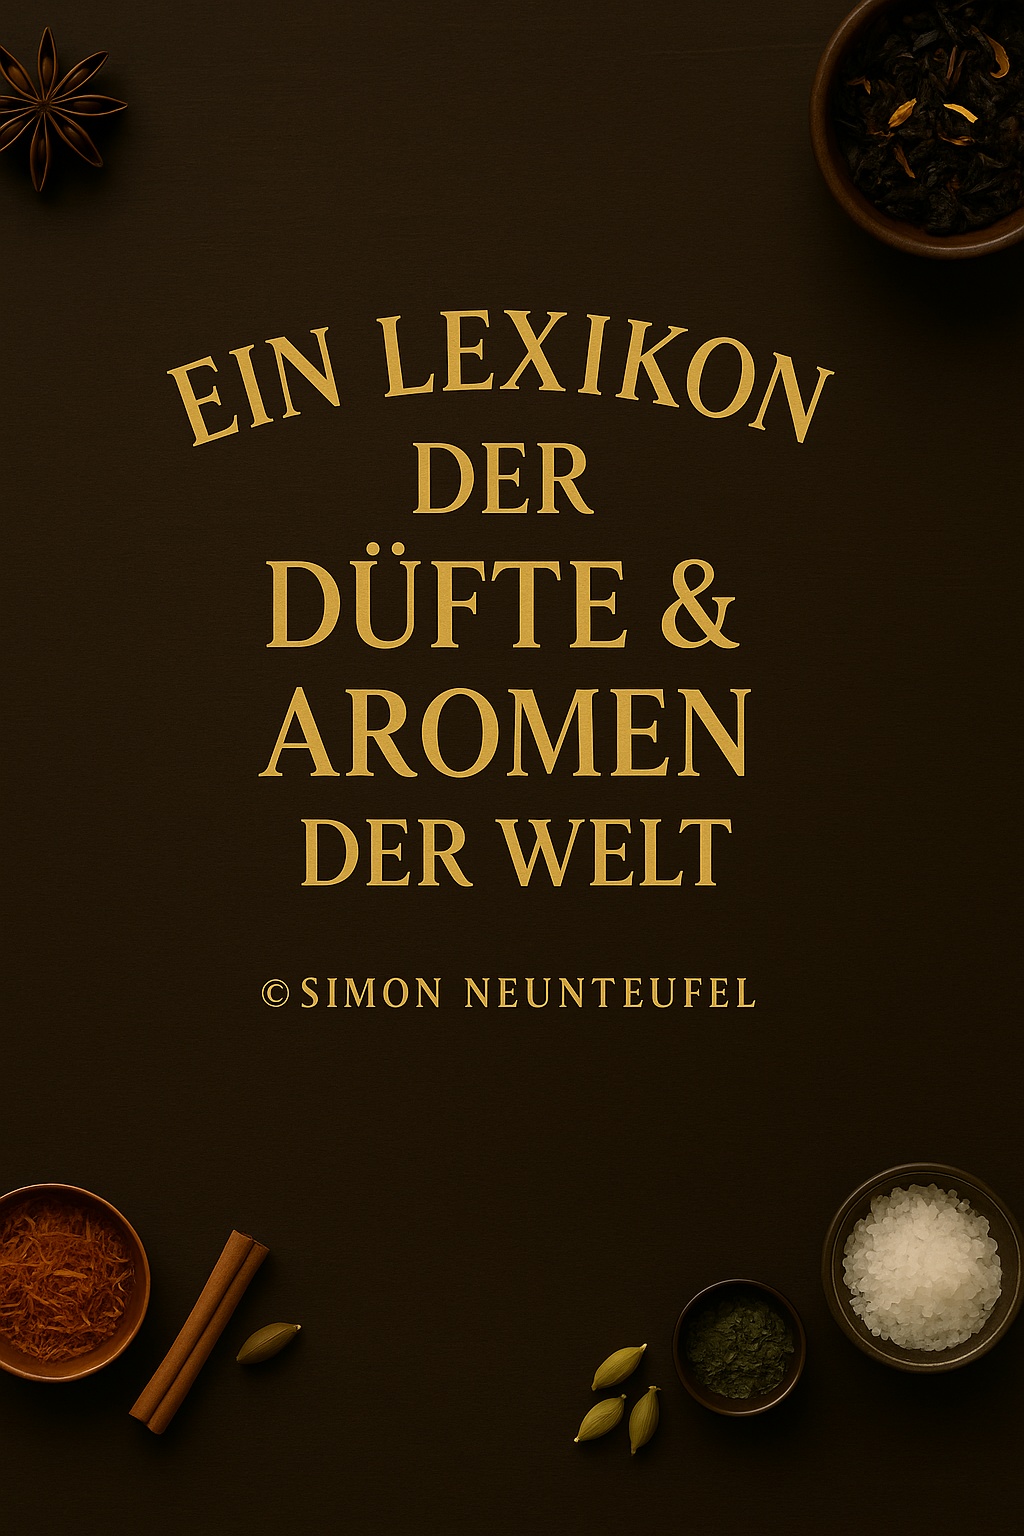 EIN LEXIKON
DER
DÜFTE &
AROMEN
DER WELT
© SIMON NEUNTEUFEL